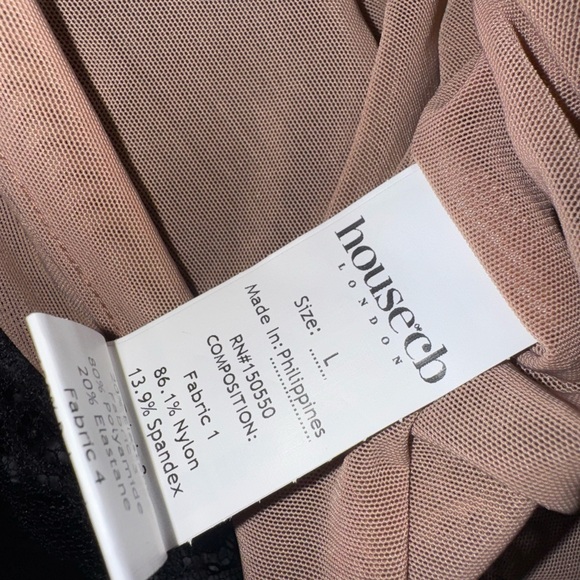 house of cb
LONDON
Size: L
Made In: Philippines
RN#150550
COMPOSITION:
Fabric 1
86.1% Nylon
13.9% Spandex
80% Polyamide
20% Elastane
Fabric 4